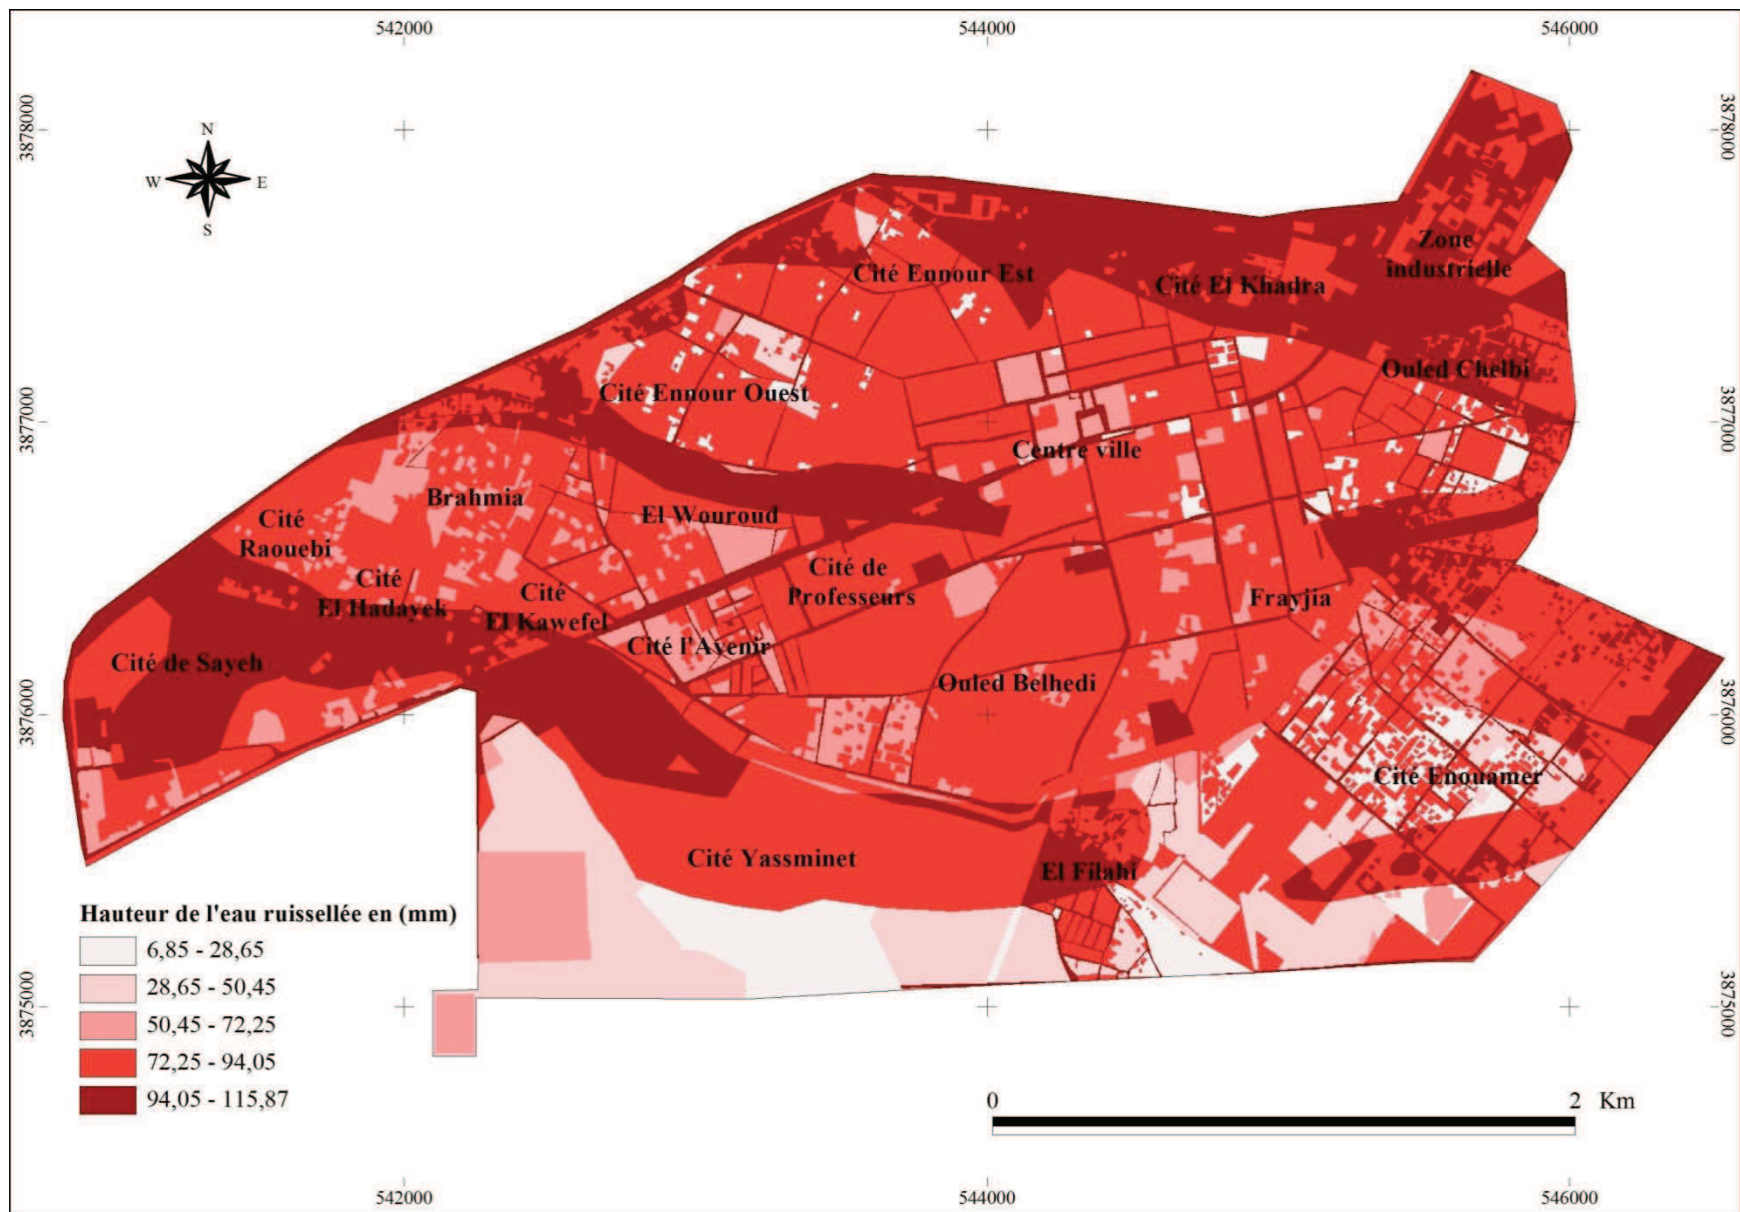 542000
544000
546000
3878000
3878000
N
W
E
S
Zone
industrielle
Cité Ennour Est
Cité El Khadra
Ouled Chelbi
Cité Ennour Ouest
3877000
3877000
Centre ville
Brahmia
El Wouroud
Cité
Raouebi
Cité de
Professeurs
Cité
El Hadayek
Cité
El Kawefel
Frayjia
Cité l'Avenir
Cité de Sayeh
Ouled Belhedi
3876000
3876000
Cité Enouamer
Cité Yassminet
El Filahi
Hauteur de l'eau ruissellée en (mm)
6,85 - 28,65
28,65 - 50,45
50,45 - 72,25
72,25 - 94,05
94,05 - 115,87
3875000
3875000
0
2 Km
542000
544000
546000